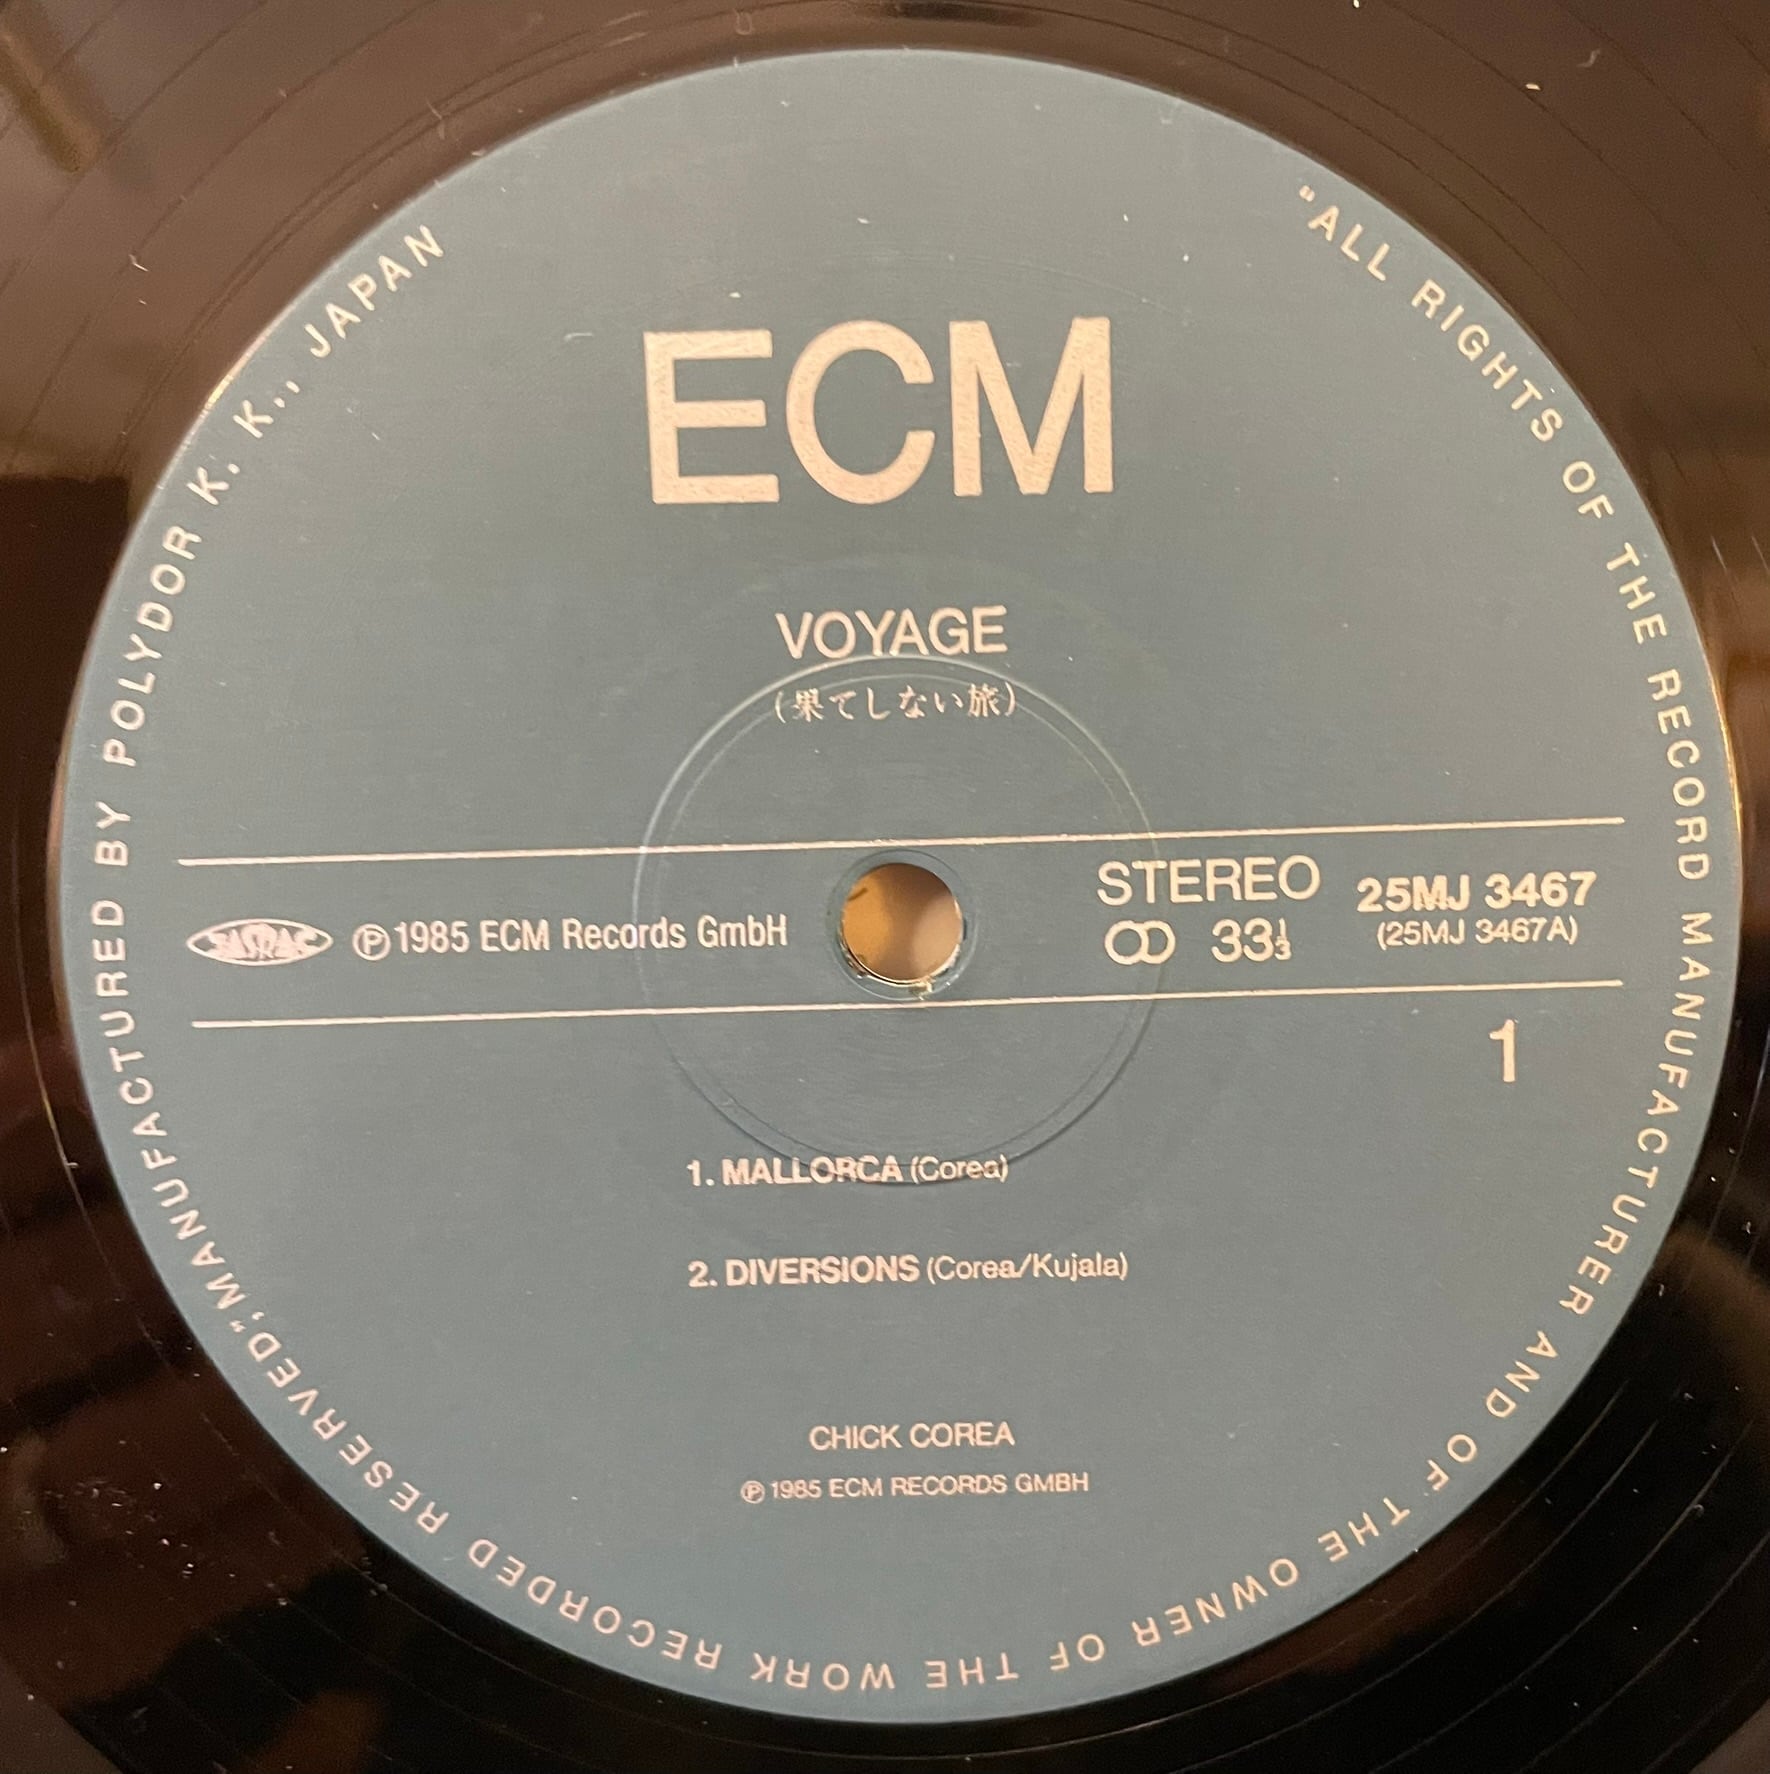 ECM
VOYAGE
(果てしない旅)
JASRAC
Ⓟ1985 ECM Records GmbH
STEREO
33⅓
25MJ 3467
(25MJ 3467A)
1
1. MALLORCA (Corea)
2. DIVERSIONS (Corea/Kujala)
CHICK COREA
Ⓟ 1985 ECM RECORDS GMBH
"ALL RIGHTS OF THE RECORD MANUFACTURER AND OF THE OWNER OF THE WORK RECORDED RESERVED," MANUFACTURED BY POLYDOR K. K., JAPAN